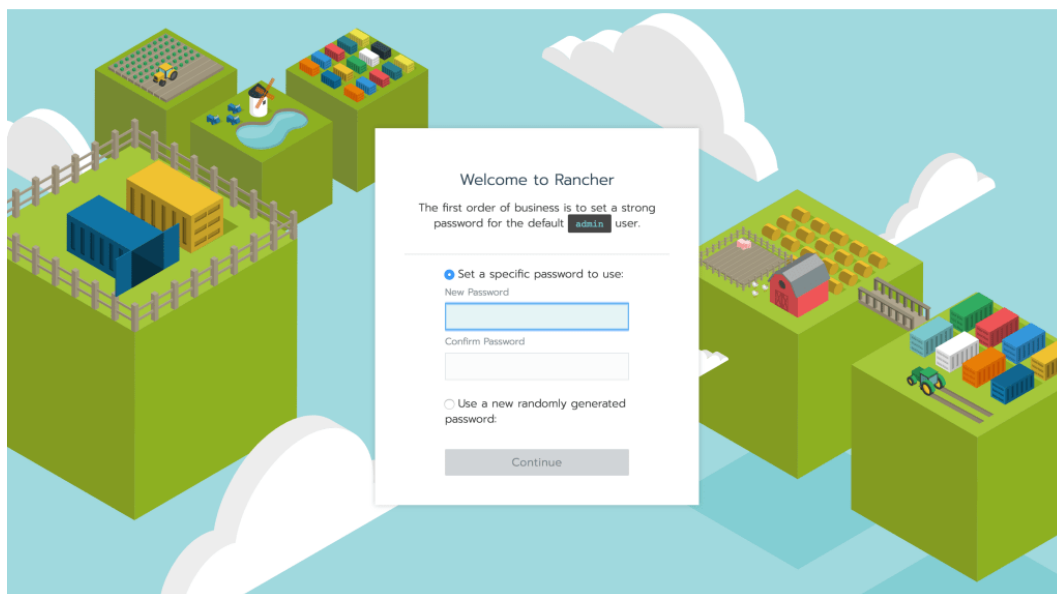 Welcome to Rancher
The first order of business is to set a strong
password for the default admin user.
Set a specific password to use:
New Password
Confirm Password
Use a new randomly generated
password:
Continue